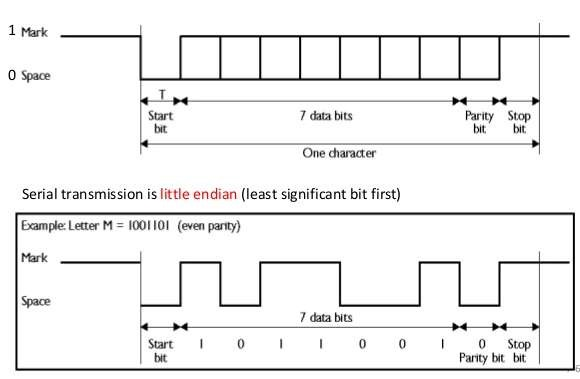 1 Mark
0 Space
T
Start bit
7 data bits
Parity bit
Stop bit
One character
Serial transmission is little endian (least significant bit first)
Example: Letter M = 1001101 (even parity)
Mark
Space
7 data bits
Start bit
1 0 1 1 0 0 1 0
Parity bit
Stop bit
6